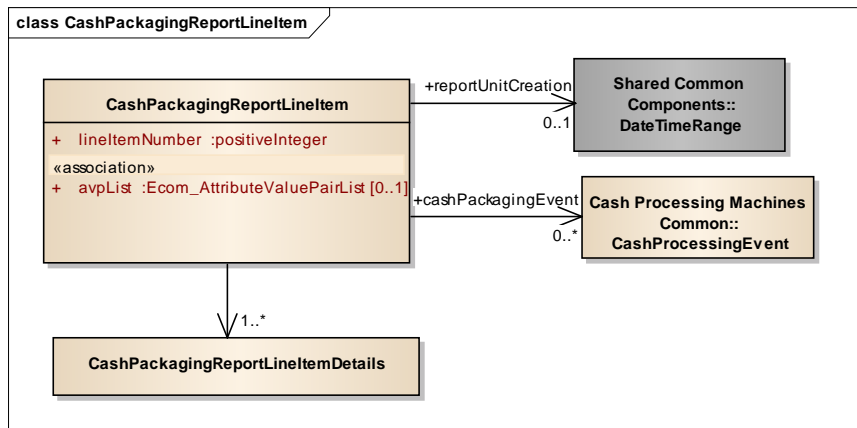 class CashPackagingReportLineItem
CashPackagingReportLineItem
+ lineItemNumber :positiveInteger
«association»
+ avpList :Ecom_AttributeValuePairList [0..1]
+reportUnitCreation
0..1
Shared Common
Components::
DateTimeRange
+cashPackagingEvent
0..*
Cash Processing Machines
Common::
CashProcessingEvent
1..*
CashPackagingReportLineItemDetails